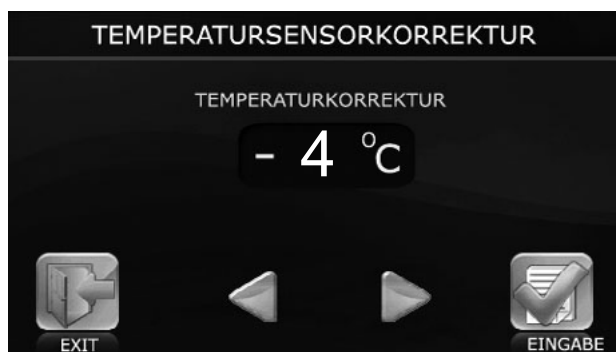 TEMPERATURSENSORKORREKTUR
TEMPERATURKORREKTUR
- 4 °C
EXIT
EINGABE